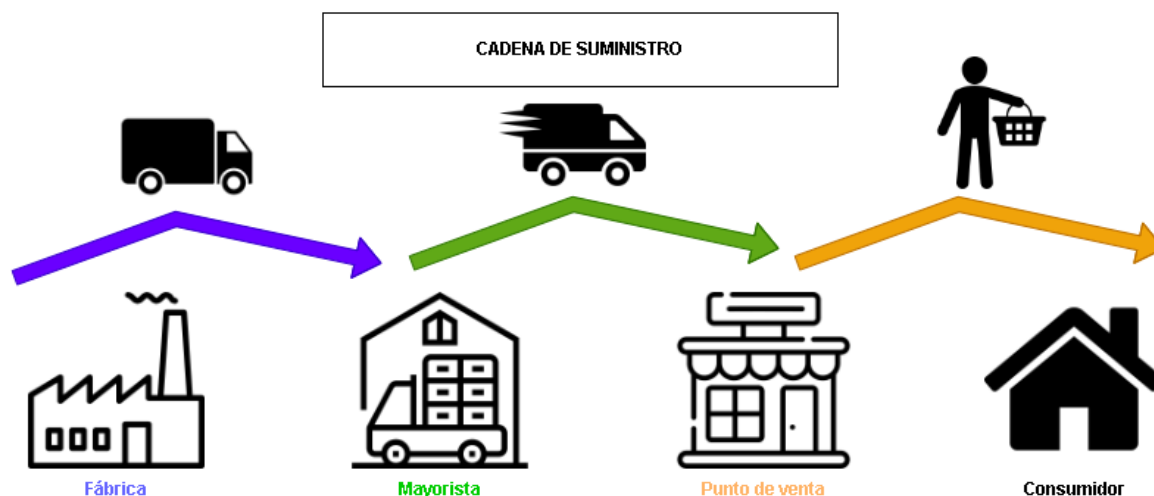 CADENA DE SUMINISTRO
Fábrica
Mayorista
Punto de venta
Consumidor